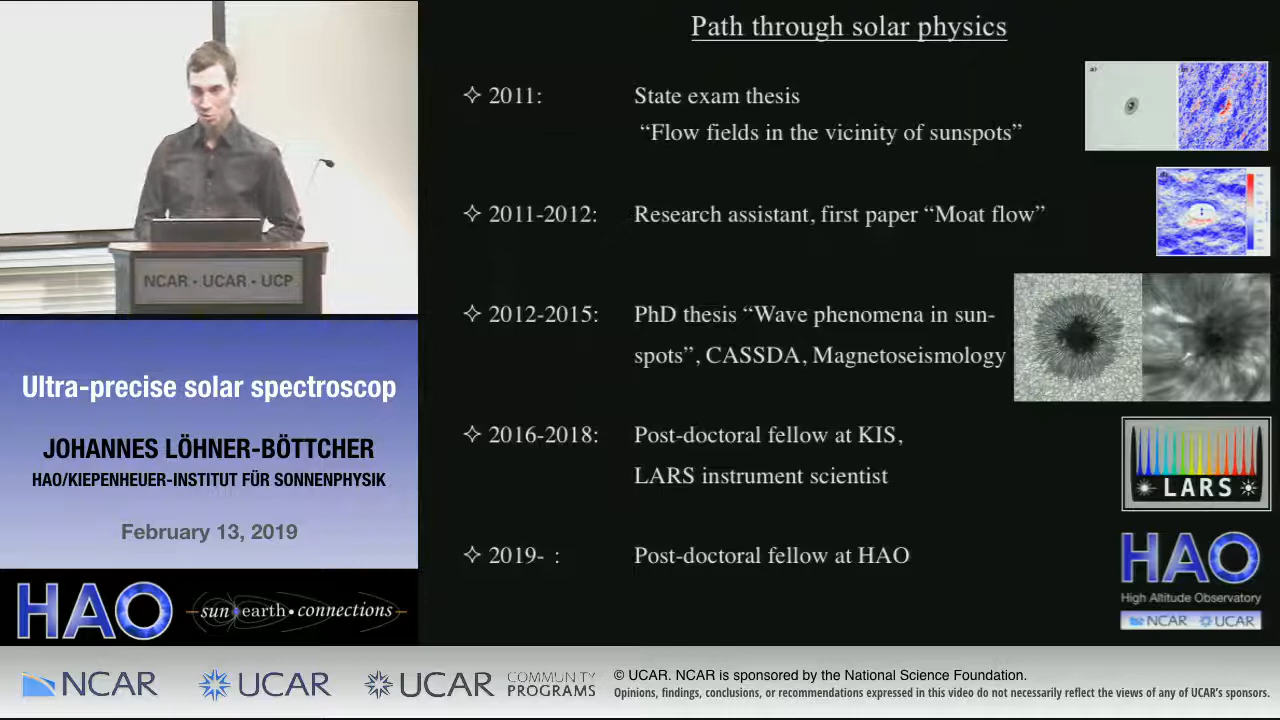 Path through solar physics
2011:
State exam thesis
“Flow fields in the vicinity of sunspots”
2011-2012:
Research assistant, first paper “Moat flow”
2012-2015:
PhD thesis “Wave phenomena in sun-
spots”, CASSDA, Magnetoseismology
2016-2018:
Post-doctoral fellow at KIS,
LARS instrument scientist
2019- :
Post-doctoral fellow at HAO
a)
LARS
HAO
High Altitude Observatory
NCAR UCAR
NCAR • UCAR • UCP
Ultra-precise solar spectroscop
JOHANNES LÖHNER-BÖTTCHER
HAO/KIEPENHEUER-INSTITUT FÜR SONNENPHYSIK
February 13, 2019
HAO
sun•earth•connections
NCAR
UCAR
UCAR COMMUNITY PROGRAMS
© UCAR. NCAR is sponsored by the National Science Foundation.
Opinions, findings, conclusions, or recommendations expressed in this video do not necessarily reflect the views of any of UCAR's sponsors.